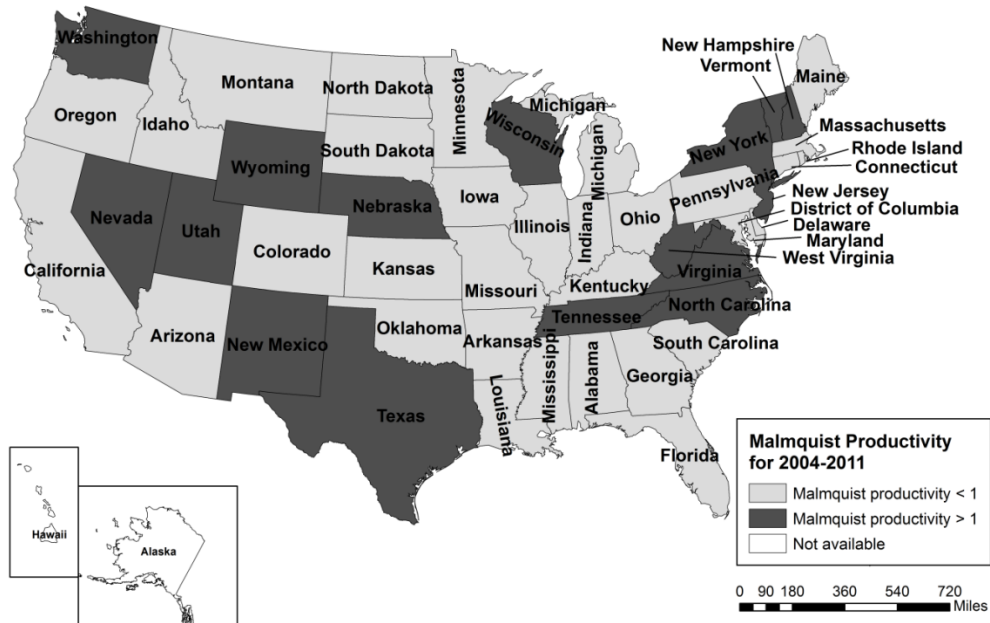 Washington
New Hampshire
Vermont
Maine
Montana
North Dakota
Minnesota
Michigan
Oregon
Idaho
Wisconsin
Michigan
Massachusetts
New York
Rhode Island
South Dakota
Connecticut
Wyoming
Pennsylvania
New Jersey
Iowa
Nebraska
District of Columbia
Nevada
Utah
Illinois
Indiana
Ohio
Delaware
Maryland
Colorado
West Virginia
California
Kansas
Virginia
Missouri
Kentucky
North Carolina
Tennessee
Arizona
New Mexico
Oklahoma
Arkansas
South Carolina
Mississippi
Alabama
Georgia
Texas
Louisiana
Florida
Malmquist Productivity
for 2004-2011
Malmquist productivity < 1
Malmquist productivity > 1
Not available
Hawaii
Alaska
0 90 180 360 540 720
Miles